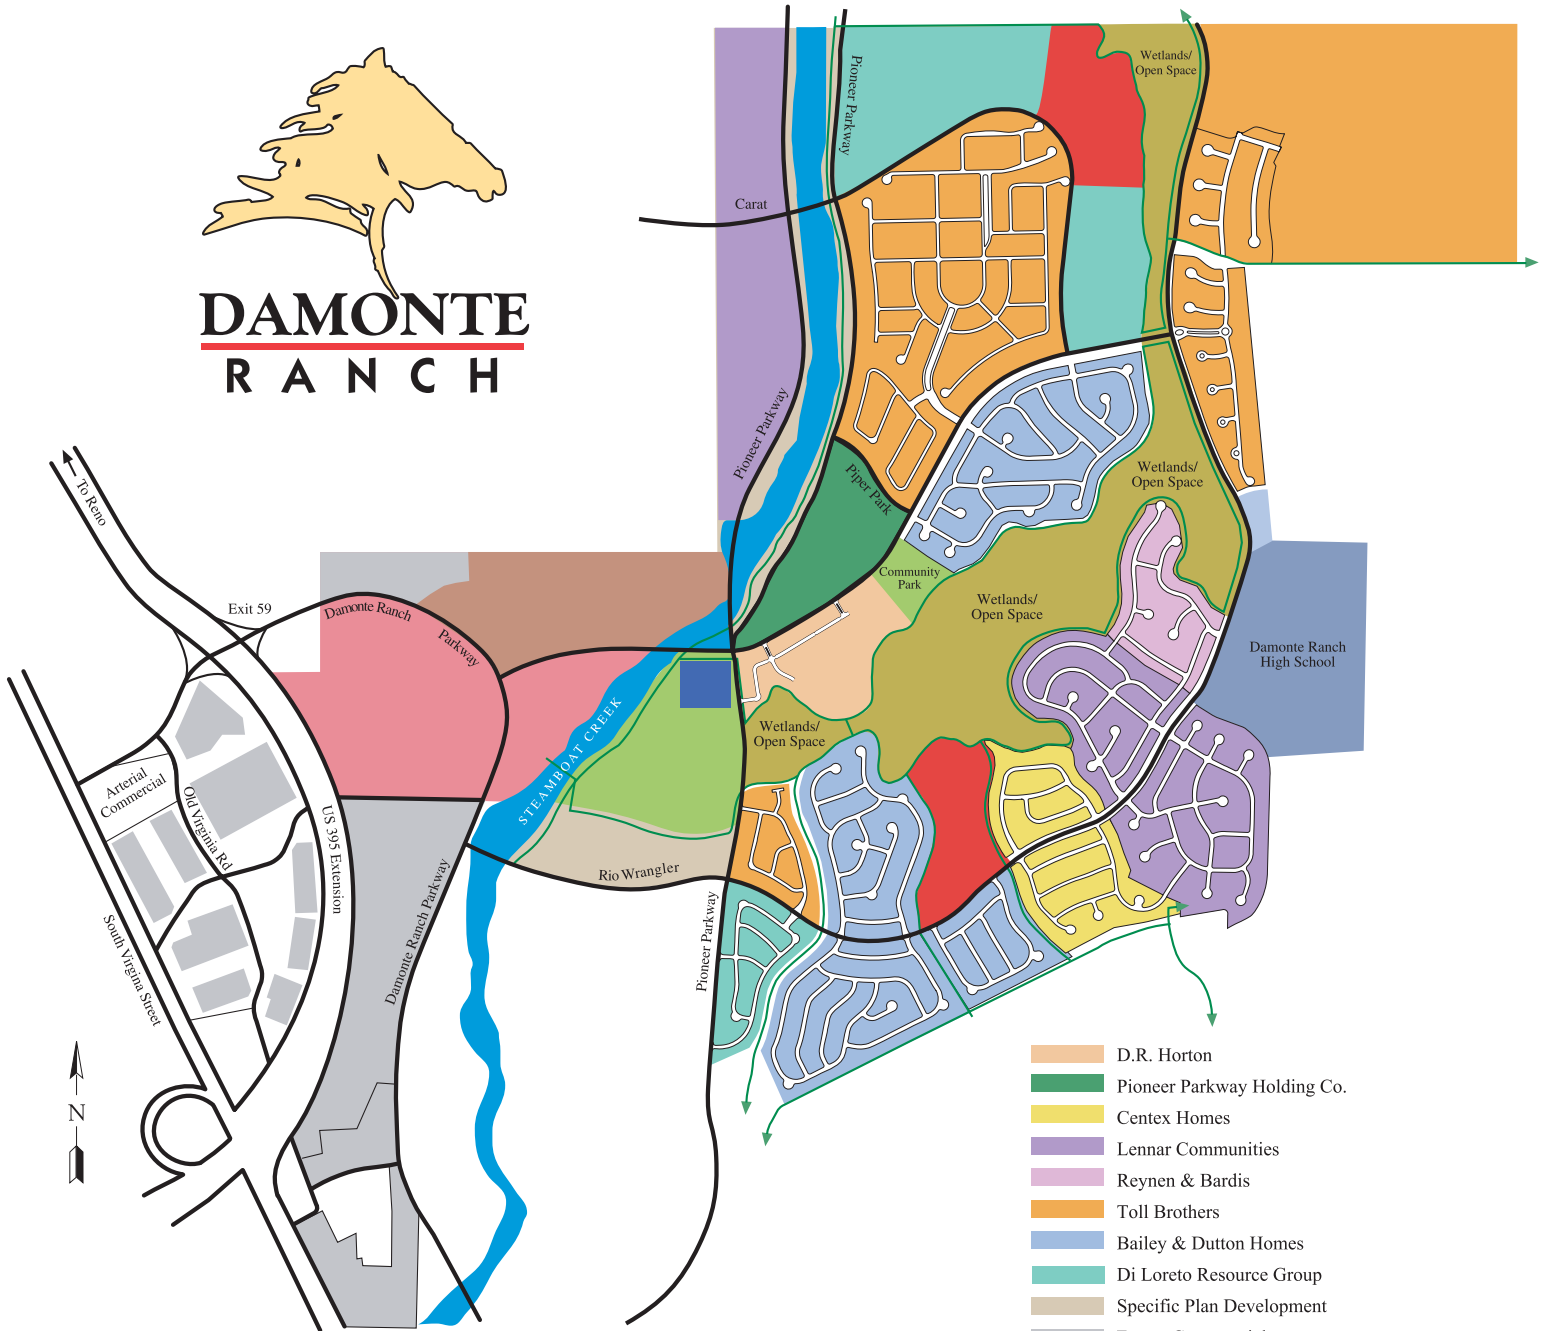 DAMONTE
RANCH
Pioneer Parkway
Wetlands/
Open Space
Carat
Pioneer Parkway
Piper Park
Wetlands/
Open Space
To Reno
Community
Park
Wetlands/
Open Space
Exit 59
Damonte Ranch
Parkway
Damonte Ranch
High School
STEAMBOAT CREEK
Wetlands/
Open Space
Arterial
Commercial
Old Virginia Rd
US 395 Extension
Rio Wrangler
Damonte Ranch Parkway
Pioneer Parkway
South Virgina Street
N
D.R. Horton
Pioneer Parkway Holding Co.
Centex Homes
Lennar Communities
Reynen & Bardis
Toll Brothers
Bailey & Dutton Homes
Di Loreto Resource Group
Specific Plan Development